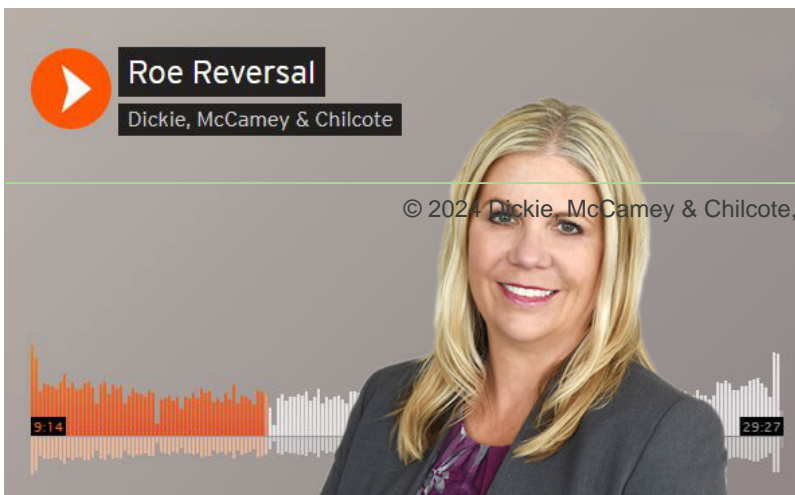 Roe Reversal
Dickie, McCamey & Chilcote
© 2024 Dickie, McCamey & Chilcote,
9:14
29:27